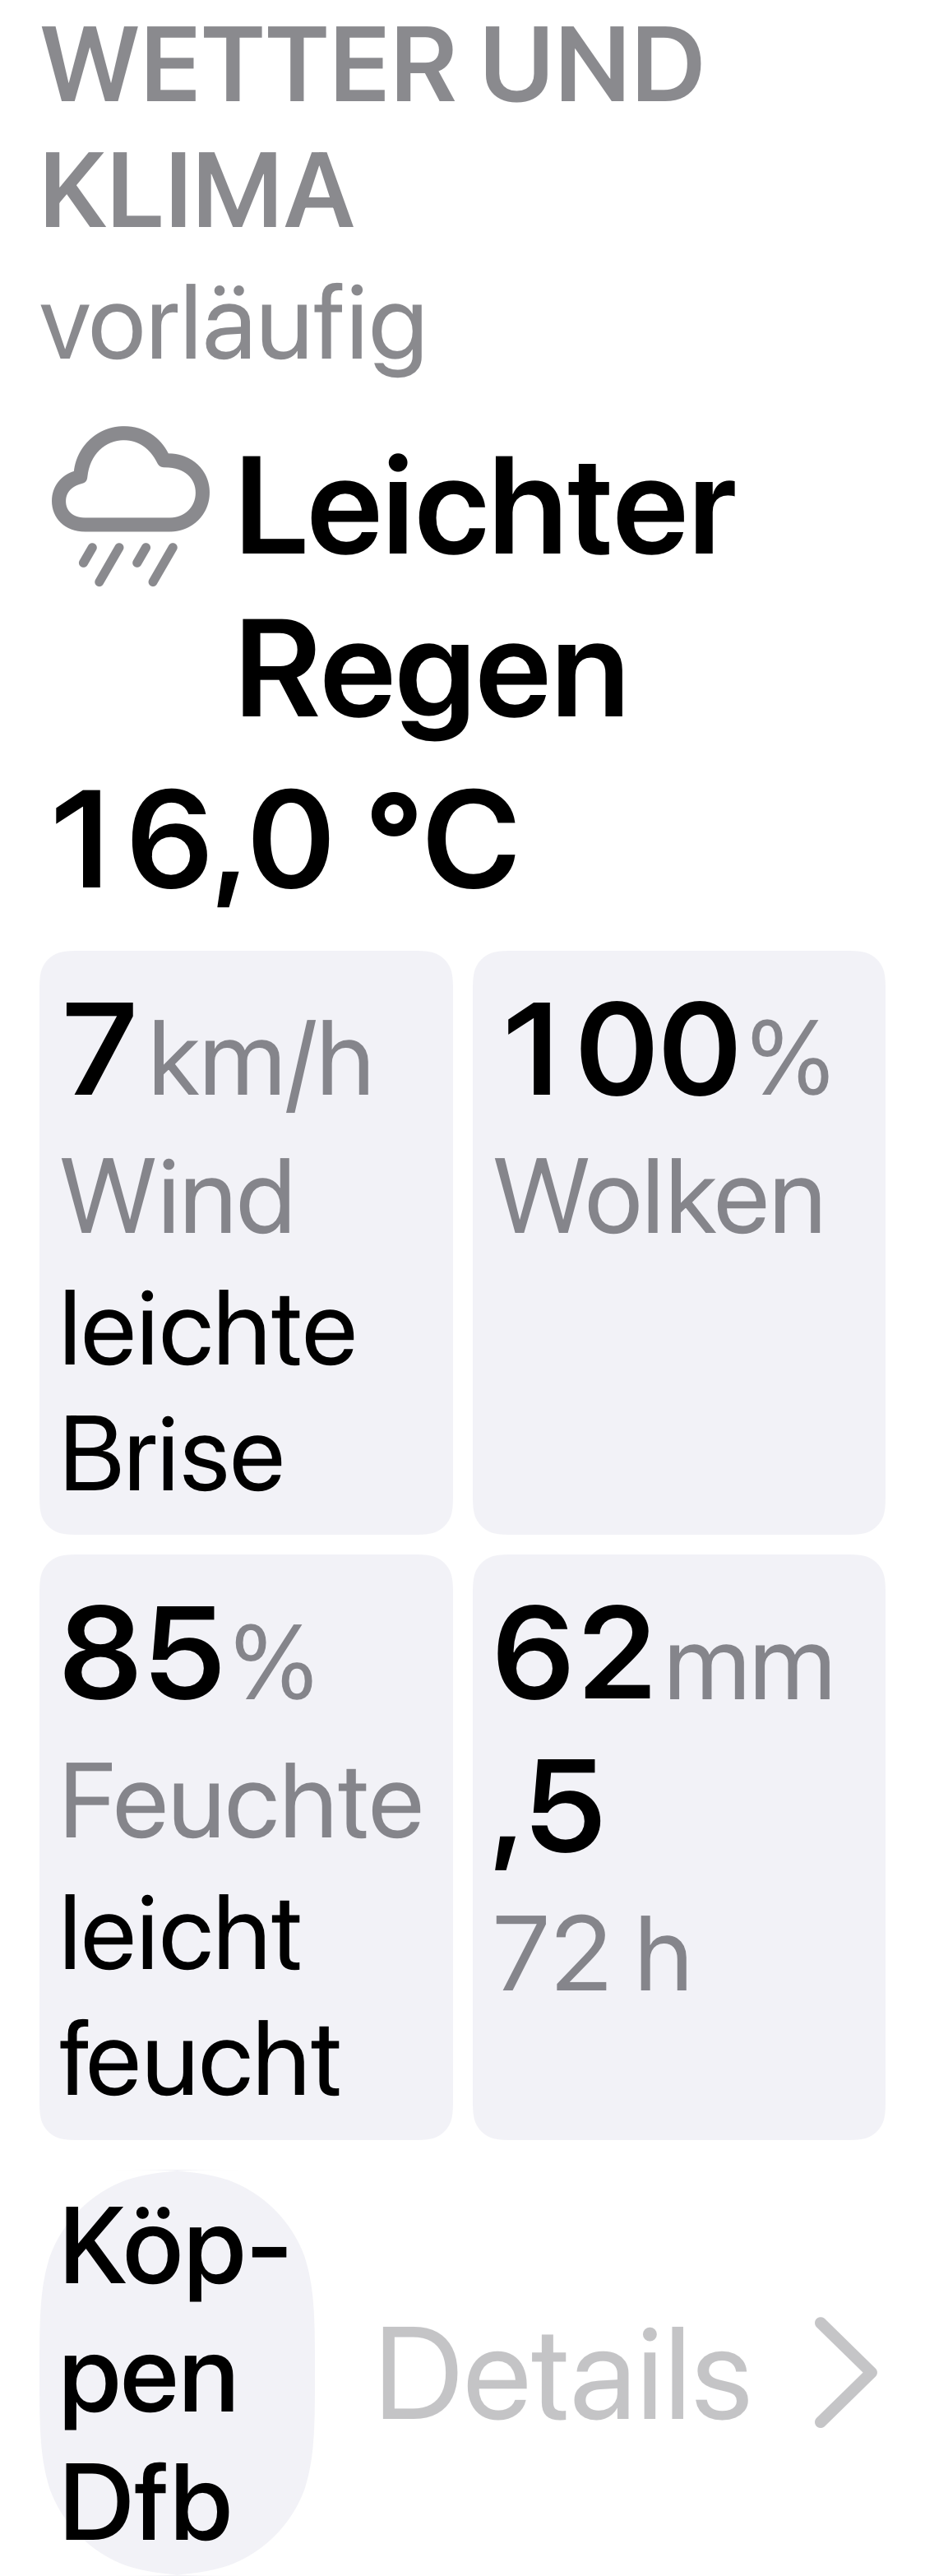 WETTER UND
KLIMA
vorläufig
Leichter
Regen
16,0 °C
7 km/h
Wind
leichte
Brise
100 %
Wolken
85 %
Feuchte
leicht
feucht
62 mm
,5
72 h
Köp-
pen
Dfb
Details